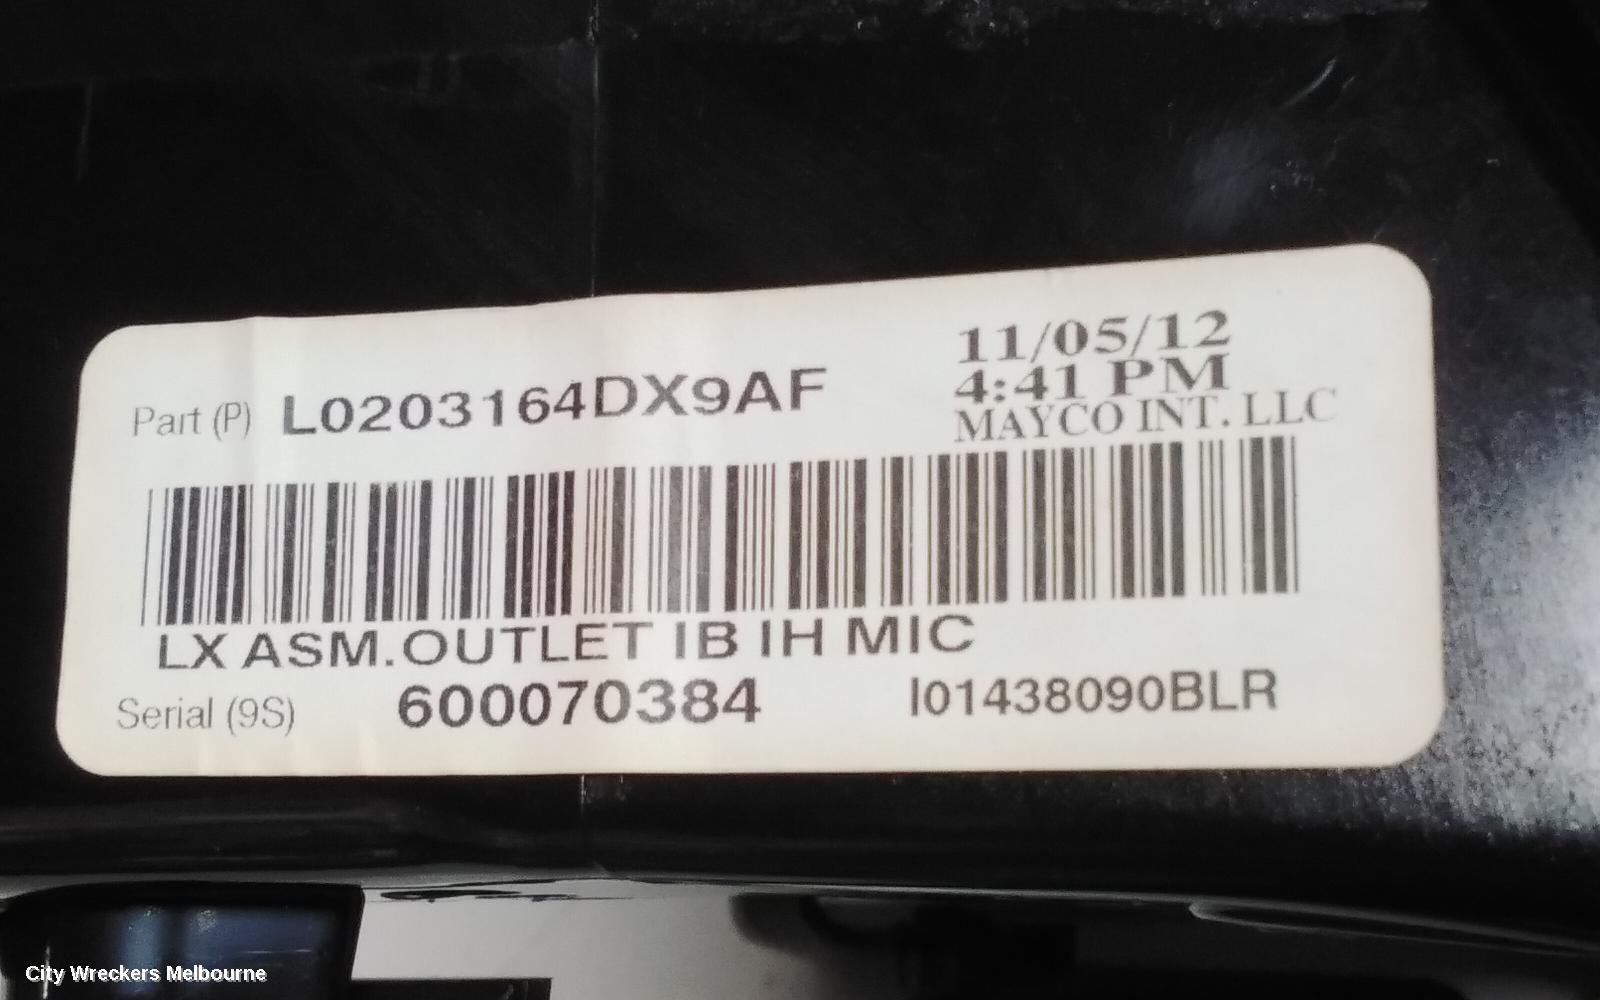 11/05/12
4:41 PM
Part (P) L0203164DX9AF
MAYCO INT. LLC
LX ASM.OUTLET IB IH MIC
Serial (9S) 600070384 I01438090BLR
City Wreckers Melbourne